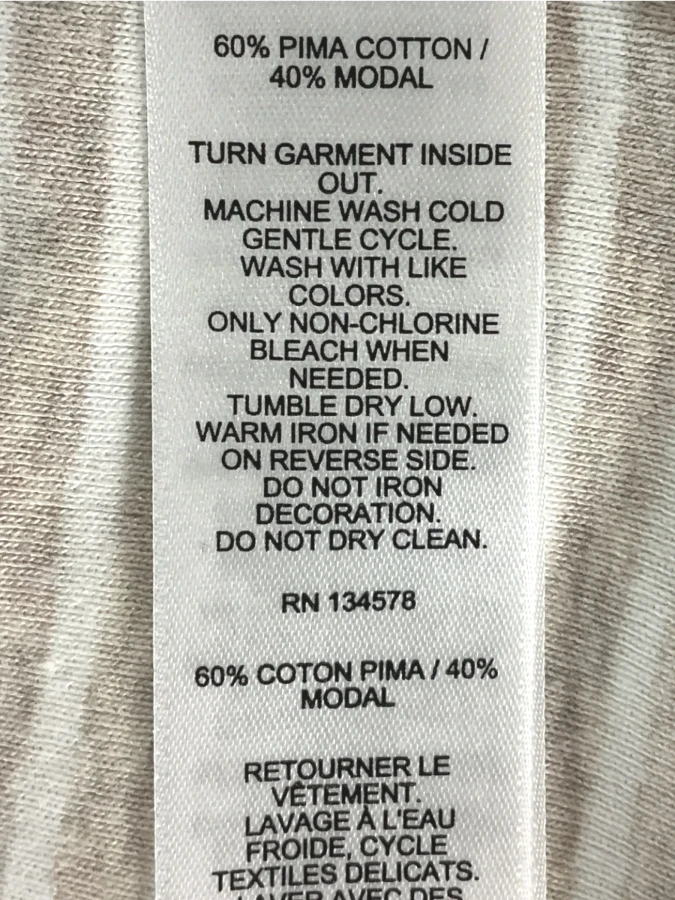 60% PIMA COTTON /
40% MODAL
TURN GARMENT INSIDE
OUT.
MACHINE WASH COLD
GENTLE CYCLE.
WASH WITH LIKE
COLORS.
ONLY NON-CHLORINE
BLEACH WHEN
NEEDED.
TUMBLE DRY LOW.
WARM IRON IF NEEDED
ON REVERSE SIDE.
DO NOT IRON
DECORATION.
DO NOT DRY CLEAN.
RN 134578
60% COTON PIMA / 40%
MODAL
RETOURNER LE
VÊTEMENT.
LAVAGE À L'EAU
FROIDE, CYCLE
TEXTILES DELICATS.
LAVER AVEC DES